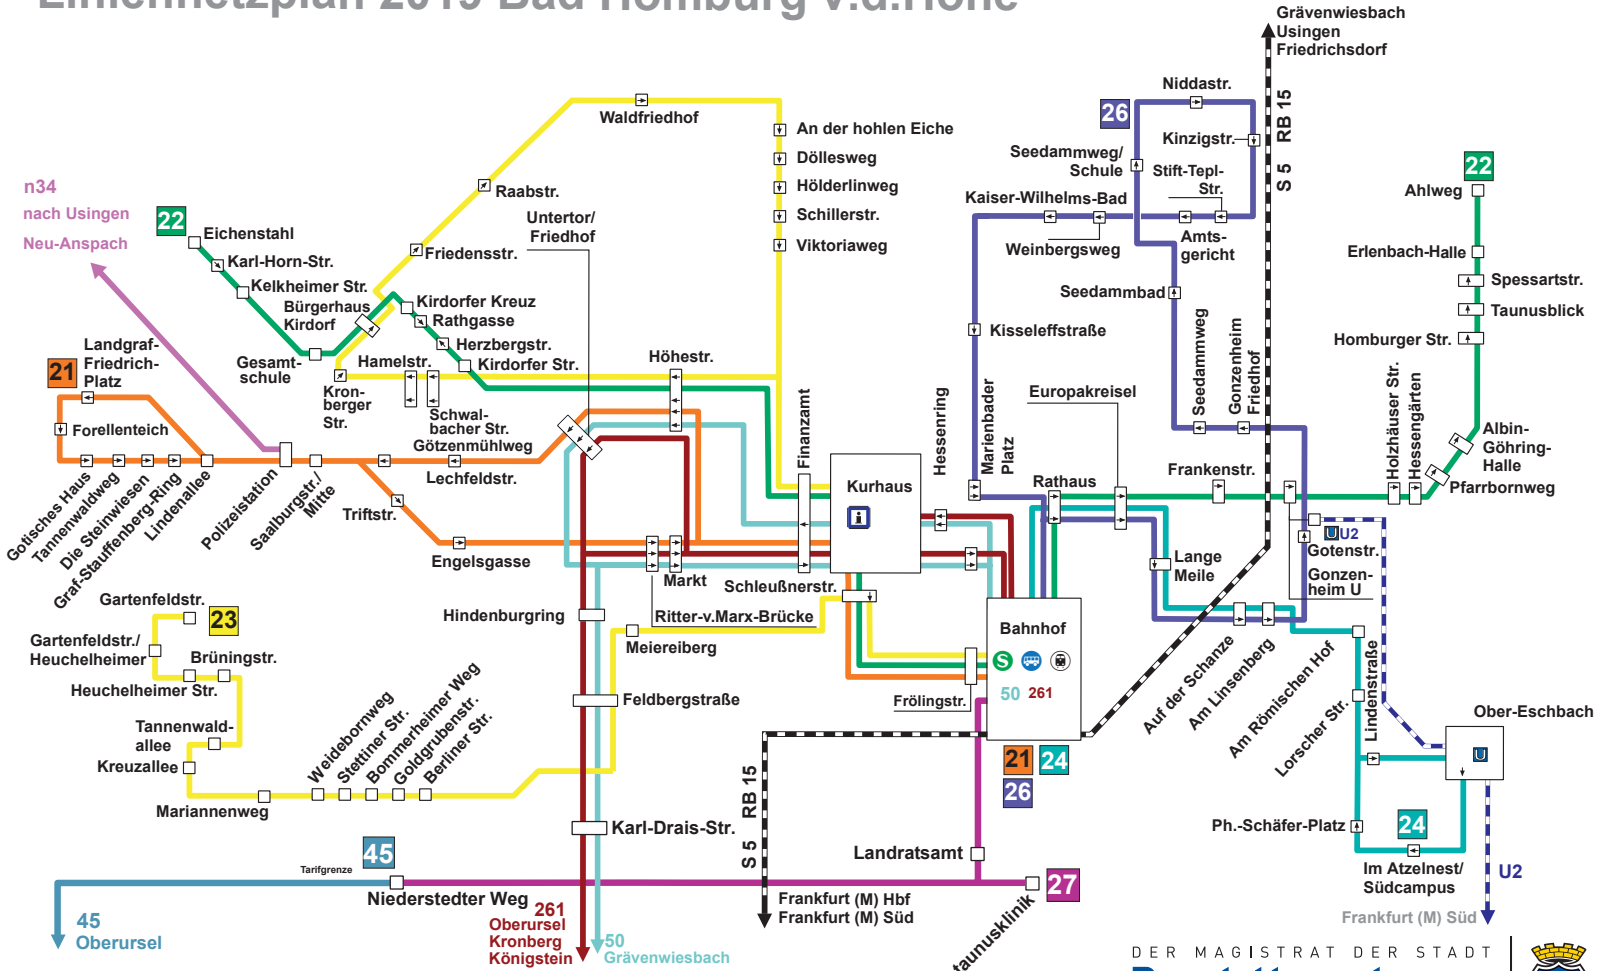 Liniennetzplan 2019 Bad Homburg v.d.Höhe
Grävenwiesbach
Usingen
Friedrichsdorf
S 5 RB 15
n34
nach Usingen
Neu-Anspach
22
Eichenstahl
Karl-Horn-Str.
Kelkheimer Str.
Bürgerhaus
Kirdorf
Gesamt-
schule
Kirdorfer Kreuz
Rathgasse
Herzbergstr.
Kirdorfer Str.
Friedensstr.
Raabstr.
Waldfriedhof
An der hohlen Eiche
Döllesweg
Hölderlinweg
Schillerstr.
Viktoriaweg
Untertor/
Friedhof
Höhestr.
Hamelstr.
Kron-
berger
Str.
Schwal-
bacher Str.
Götzenmühlweg
Lechfeldstr.
21
Landgraf-
Friedrich-
Platz
Forellenteich
Gotisches Haus
Tannenwaldweg
Die Steinwiesen
Graf-Stauffenberg-Ring
Lindenallee
Polizeistation
Saalburgstr./
Mitte
Triftstr.
Engelsgasse
Markt
Ritter-v.Marx-Brücke
Finanzamt
Kurhaus
i
Schleußnerstr.
Hessenring
Marienbader
Platz
26
Niddastr.
Kinzigstr.
Seedammweg/
Schule
Stift-Tepl-
Str.
Kaiser-Wilhelms-Bad
Weinbergsweg
Amts-
gericht
Seedammbad
Kisseleffstraße
Seedammweg
Gonzenheim
Friedhof
Europakreisel
Rathaus
Frankenstr.
22
Ahlweg
Erlenbach-Halle
Spessartstr.
Taunusblick
Homburger Str.
Holzhäuser Str.
Hessengärten
Albin-
Göhring-
Halle
Pfarrbornweg
U U2
Gotenstr.
Gonzen-
heim U
Lange
Meile
Auf der Schanze
Am Linsenberg
Am Römischen Hof
Lorscher Str.
Lindenstraße
Ober-Eschbach
U
Ph.-Schäfer-Platz
24
Im Atzelnest/
Südcampus
U2
Frankfurt (M) Süd
Bahnhof
S
50 261
Frölingstr.
21 24
26
23
Gartenfeldstr.
Gartenfeldstr./
Heuchelheimer
Brüningstr.
Heuchelheimer Str.
Tannenwald-
allee
Kreuzallee
Mariannenweg
Weidebornweg
Stettiner Str.
Bommerheimer Weg
Goldgrubenstr.
Berliner Str.
Meiereiberg
Hindenburgring
Feldbergstraße
Karl-Drais-Str.
S 5 RB 15
Frankfurt (M) Hbf
Frankfurt (M) Süd
Landratsamt
27
taunusklinik
45
Tarifgrenze
Niederstedter Weg
45
Oberursel
261
Oberursel
Kronberg
Königstein
50
Grävenwiesbach
DER MAGISTRAT DER STADT